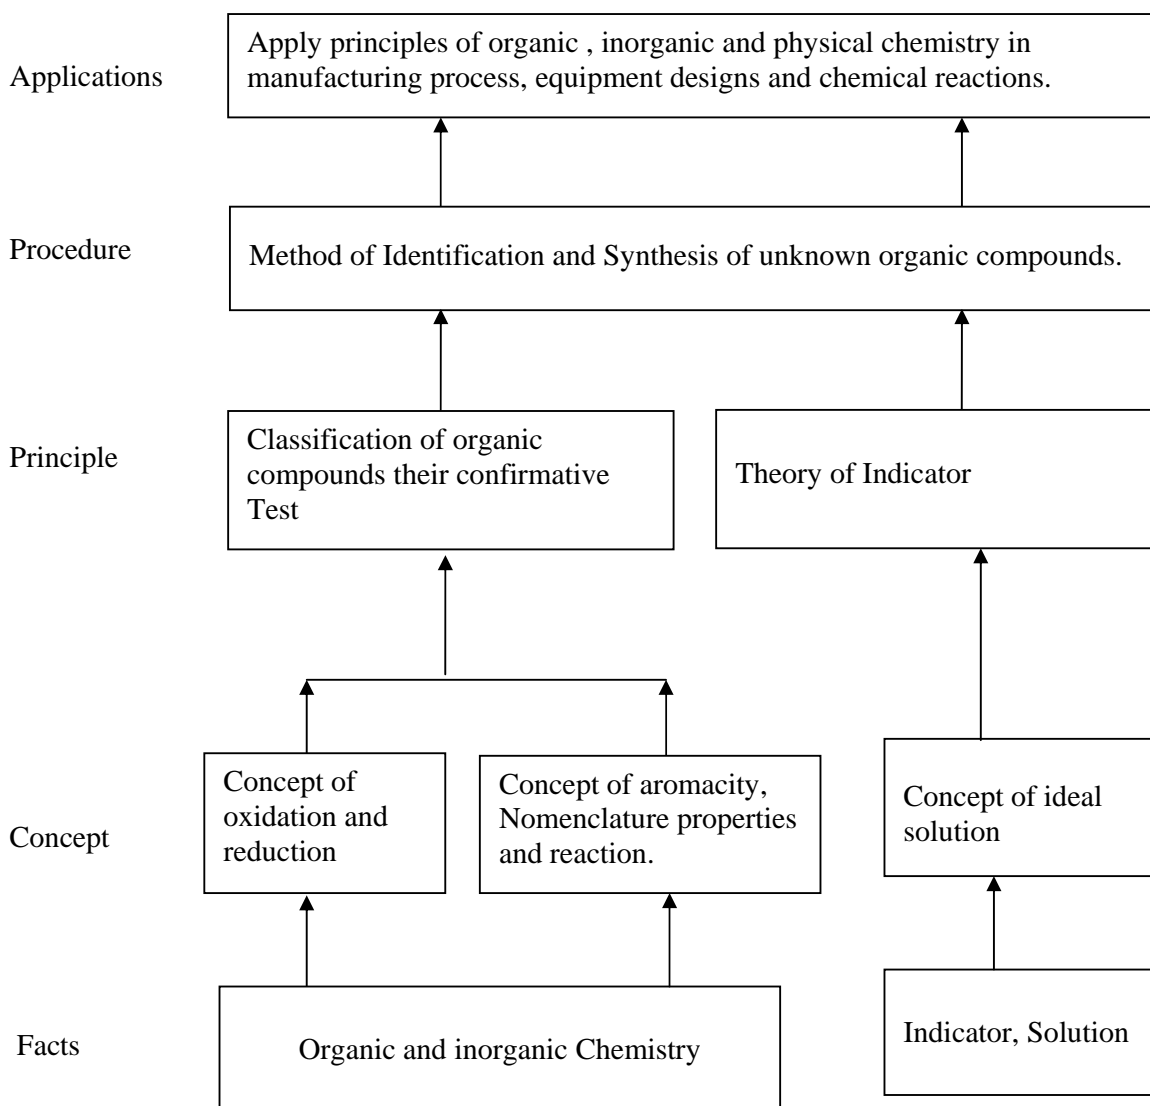 Applications
Apply principles of organic , inorganic and physical chemistry in
manufacturing process, equipment designs and chemical reactions.
Procedure
Method of Identification and Synthesis of unknown organic compounds.
Principle
Classification of organic
compounds their confirmative
Test
Theory of Indicator
Concept
Concept of
oxidation and
reduction
Concept of aromacity,
Nomenclature properties
and reaction.
Concept of ideal
solution
Facts
Organic and inorganic Chemistry
Indicator, Solution